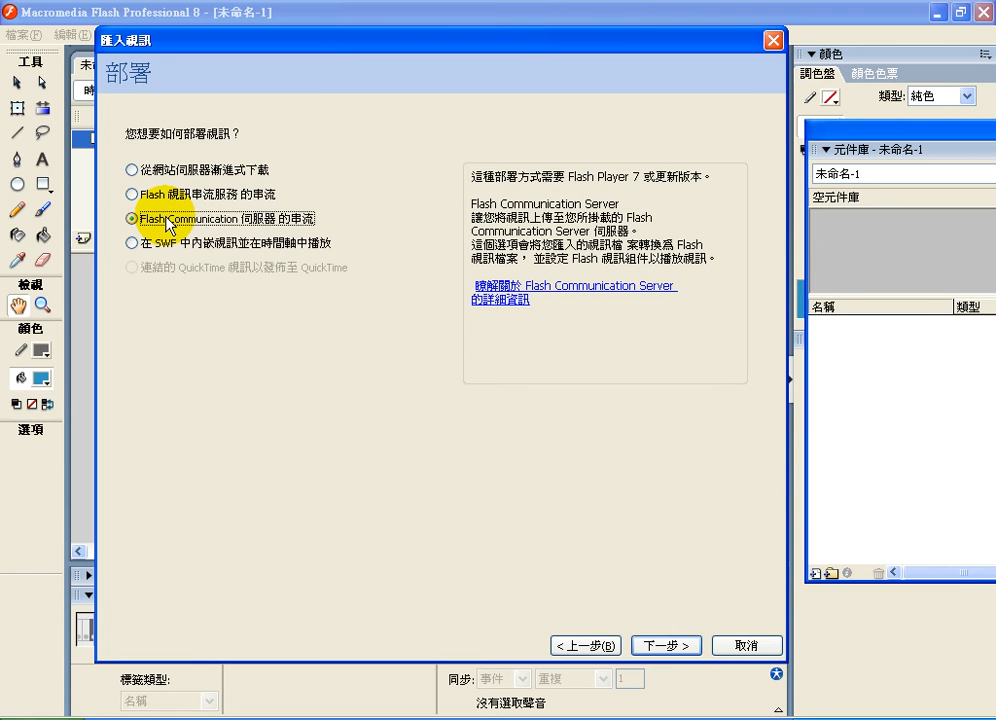 Macromedia Flash Professional 8 - [未命名-1]
檔案(F)
編輯(E)
匯入視訊
工具
部署
您想要如何部署視訊？
從網站伺服器漸進式下載
Flash 視訊串流服務 的串流
Flash Communication 伺服器 的串流
在 SWF 中內嵌視訊並在時間軸中播放
連結的 QuickTime 視訊以發佈至 QuickTime
這種部署方式需要 Flash Player 7 或更新版本。
Flash Communication Server
讓您將視訊上傳至您所掛載的 Flash
Communication Server 伺服器。
這個選項會將您匯入的視訊檔 案轉換為 Flash
視訊檔案， 並設定 Flash 視訊組件以播放視訊。
瞭解關於 Flash Communication Server
的詳細資訊
< 上一步(B)
下一步 >
取消
檢視
顏色
選項
標籤類型:
名稱
同步:
事件
重複
1
沒有選取聲音
顏色
調色盤
顏色色票
類型:
純色
元件庫 - 未命名-1
未命名-1
空元件庫
名稱
類型